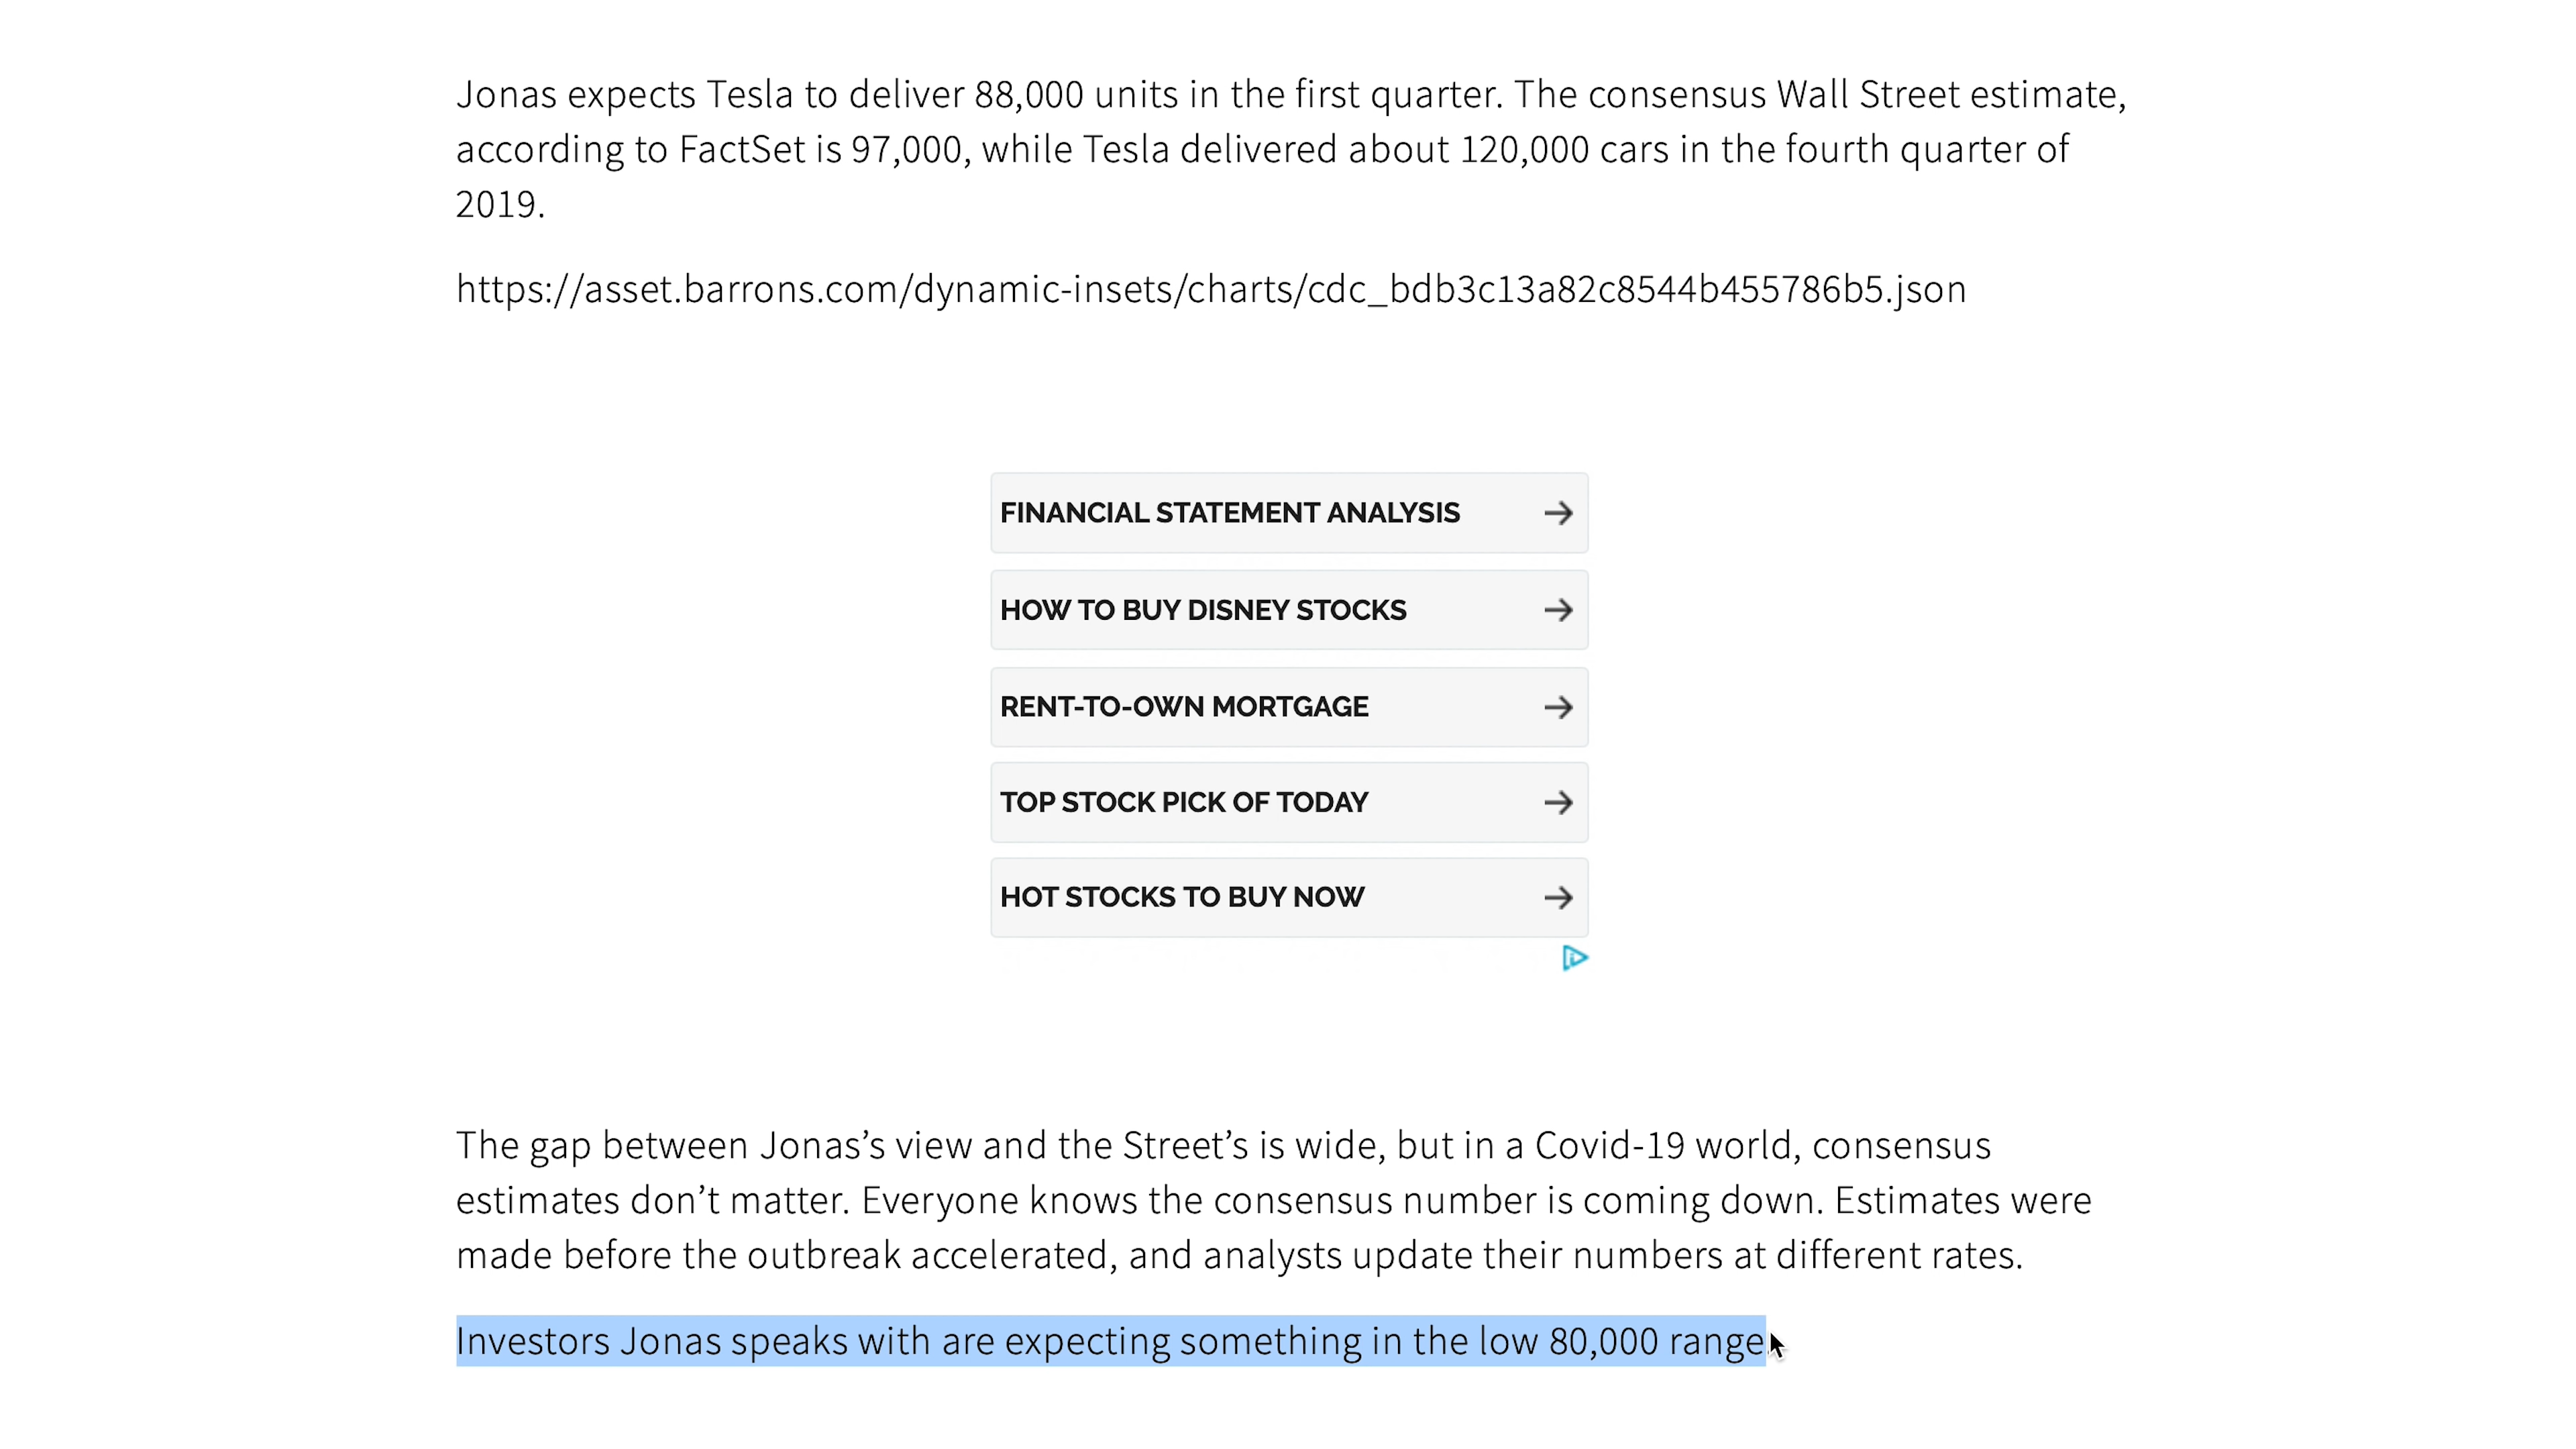 Jonas expects Tesla to deliver 88,000 units in the first quarter. The consensus Wall Street estimate,
according to FactSet is 97,000, while Tesla delivered about 120,000 cars in the fourth quarter of
2019.
https://asset.barrons.com/dynamic-insets/charts/cdc_bdb3c13a82c8544b455786b5.json
FINANCIAL STATEMENT ANALYSIS
HOW TO BUY DISNEY STOCKS
RENT-TO-OWN MORTGAGE
TOP STOCK PICK OF TODAY
HOT STOCKS TO BUY NOW
The gap between Jonas’s view and the Street’s is wide, but in a Covid-19 world, consensus
estimates don’t matter. Everyone knows the consensus number is coming down. Estimates were
made before the outbreak accelerated, and analysts update their numbers at different rates.
Investors Jonas speaks with are expecting something in the low 80,000 range